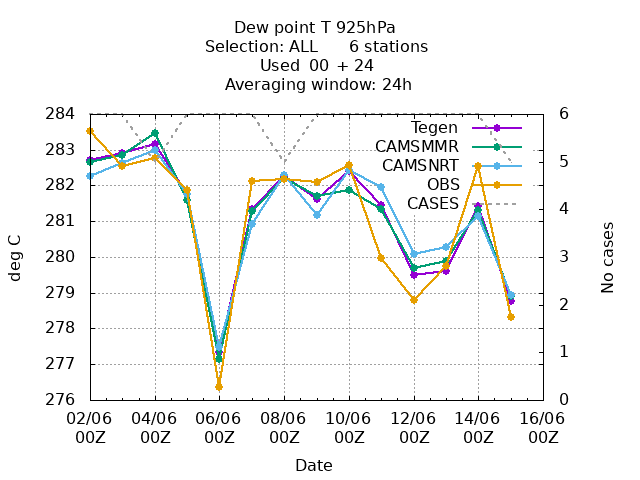 Dew point T 925hPa
Selection: ALL 6 stations
Used 00 + 24
Averaging window: 24h
284 6
Tegen
283 CAMSMMR
5
CAMSNRT
282 OBS
CASES 4
281
280 3
279
2
278
277 1
276 0
deg C
No cases
02/06 04/06 06/06 08/06 10/06 12/06 14/06 16/06
00Z 00Z 00Z 00Z 00Z 00Z 00Z 00Z
Date